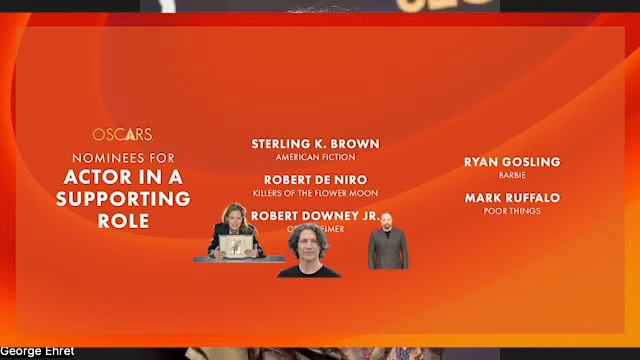 OSCARS
NOMINEES FOR
ACTOR IN A
SUPPORTING
ROLE
STERLING K. BROWN
AMERICAN FICTION
ROBERT DE NIRO
KILLERS OF THE FLOWER MOON
ROBERT DOWNEY JR.
RYAN GOSLING
BARBIE
MARK RUFFALO
POOR THINGS
George Ehret